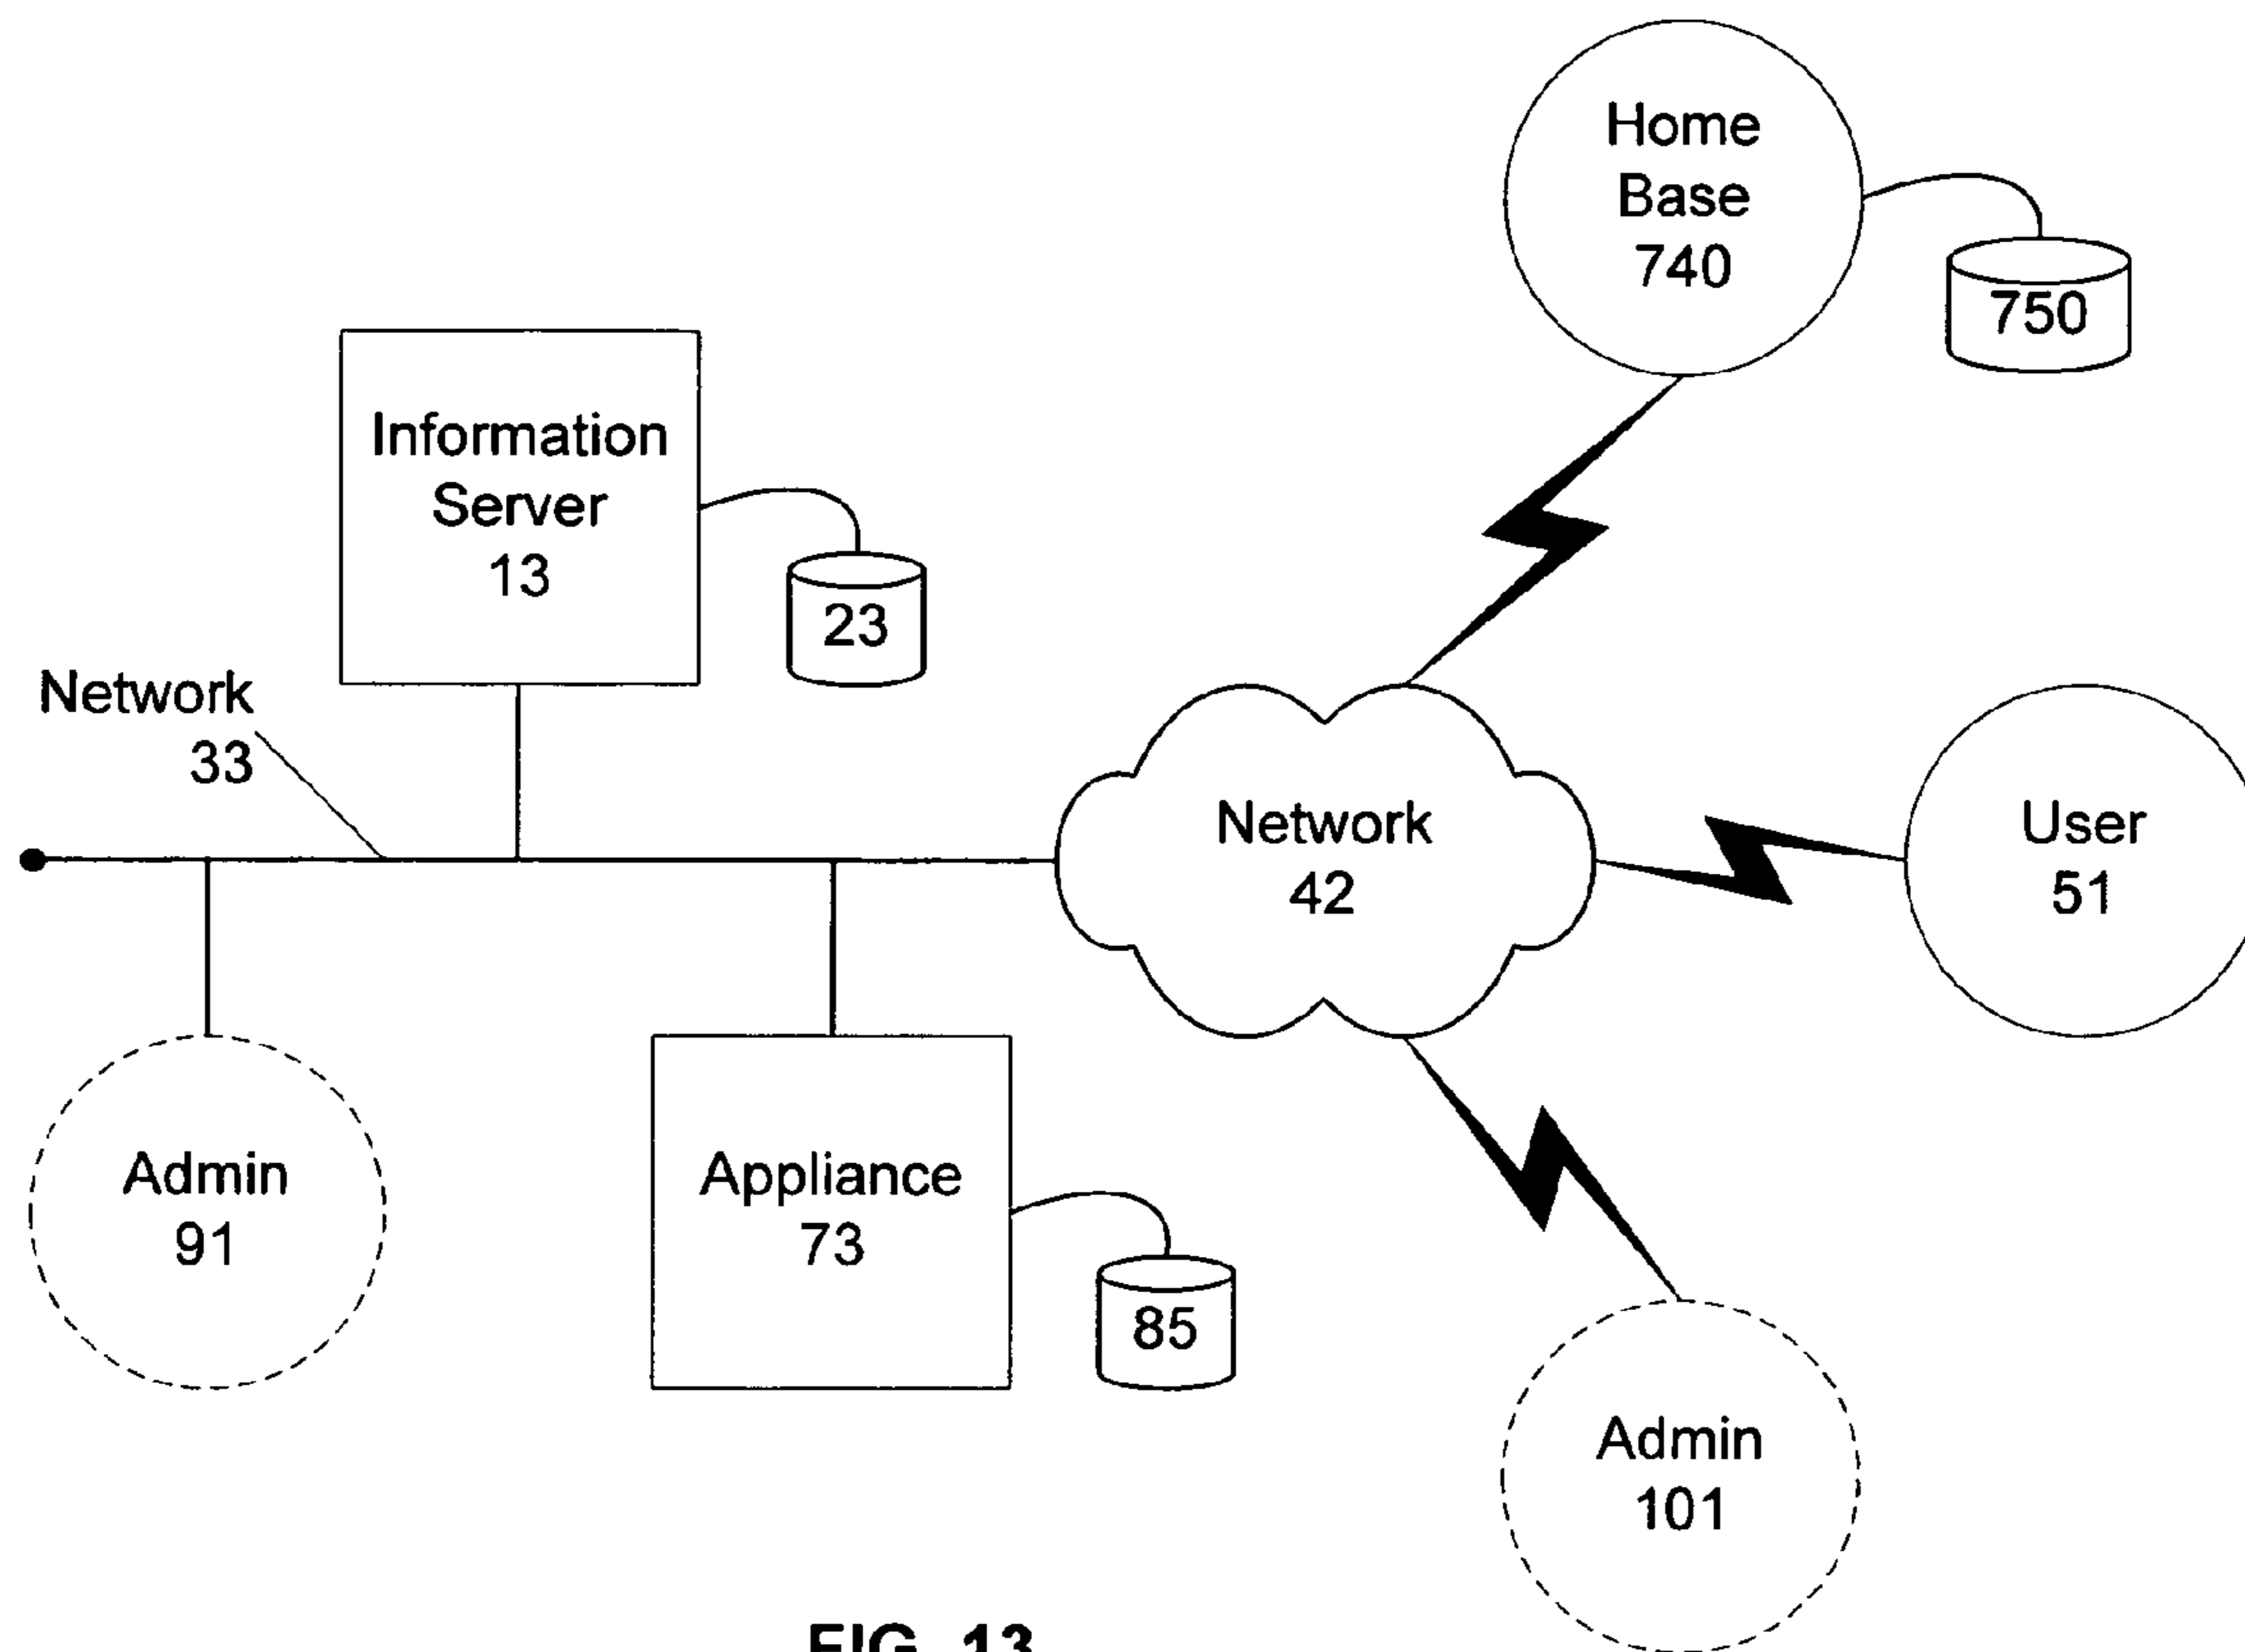 Home
Base
740
750
Information
Server
13
23
Network
33
Network
42
User
51
Admin
91
Appliance
73
85
Admin
101
FIG. 13